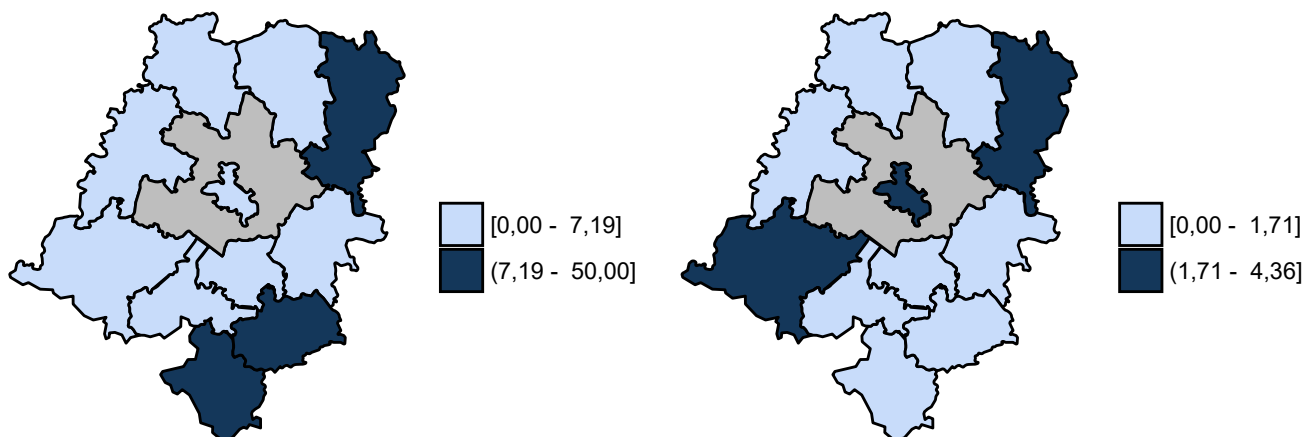 [0,00 - 7,19]
(7,19 - 50,00]
[0,00 - 1,71]
(1,71 - 4,36]